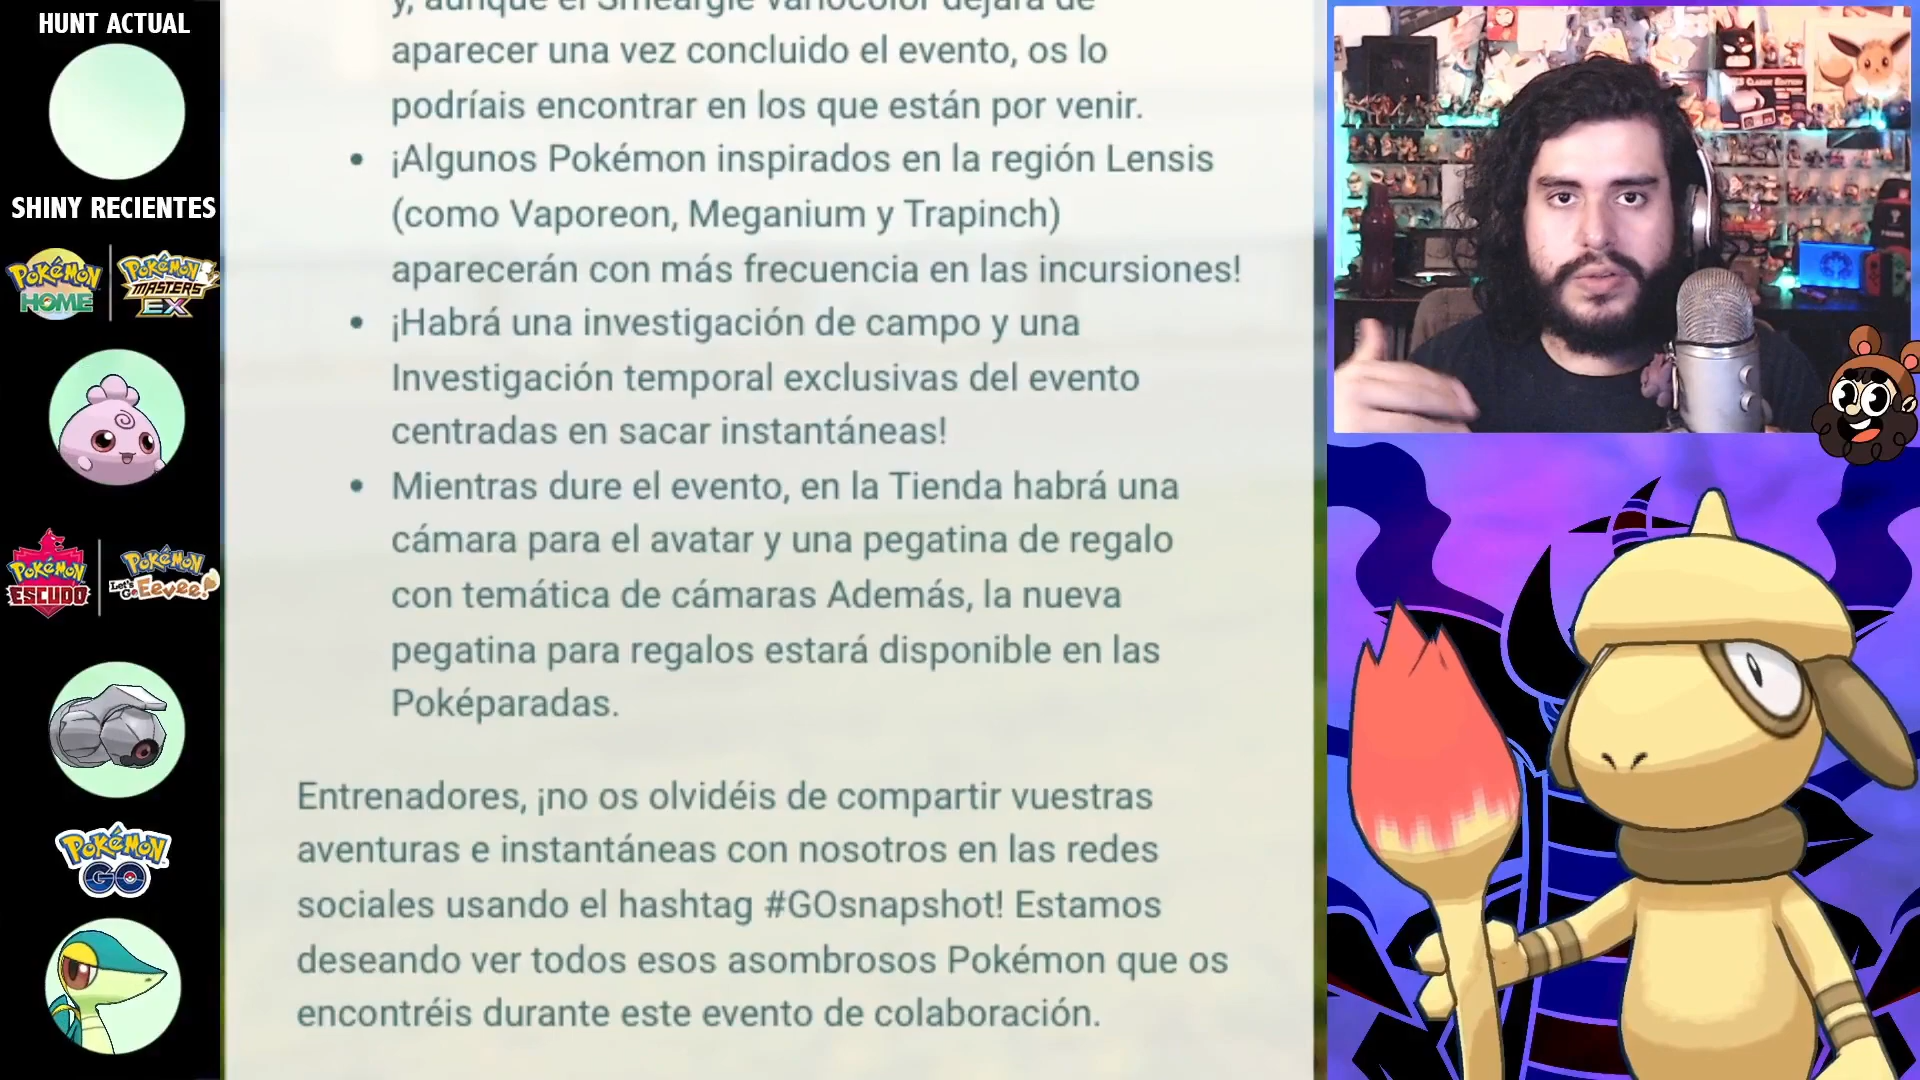 HUNT ACTUAL
SHINY RECIENTES
POKéMON
HOME
POKéMON
MASTERS
EX
POKéMON
ESCUDO
POKéMON
Let's Go Eevee!
POKéMON
GO
y, aunque el Smeargle variocolor dejará de
aparecer una vez concluido el evento, os lo
podríais encontrar en los que están por venir.
• ¡Algunos Pokémon inspirados en la región Lensis
(como Vaporeon, Meganium y Trapinch)
aparecerán con más frecuencia en las incursiones!
• ¡Habrá una investigación de campo y una
Investigación temporal exclusivas del evento
centradas en sacar instantáneas!
• Mientras dure el evento, en la Tienda habrá una
cámara para el avatar y una pegatina de regalo
con temática de cámaras Además, la nueva
pegatina para regalos estará disponible en las
Poképaradas.
Entrenadores, ¡no os olvidéis de compartir vuestras
aventuras e instantáneas con nosotros en las redes
sociales usando el hashtag #GOsnapshot! Estamos
deseando ver todos esos asombrosos Pokémon que os
encontréis durante este evento de colaboración.